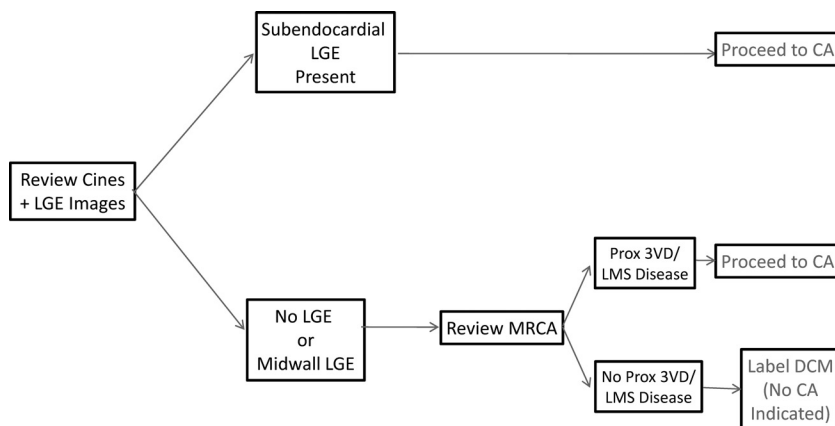 Subendocardial
LGE
Present
Proceed to CA
Review Cines
+ LGE Images
No LGE
or
Midwall LGE
Review MRCA
Prox 3VD/
LMS Disease
Proceed to CA
No Prox 3VD/
LMS Disease
Label DCM
(No CA
Indicated)